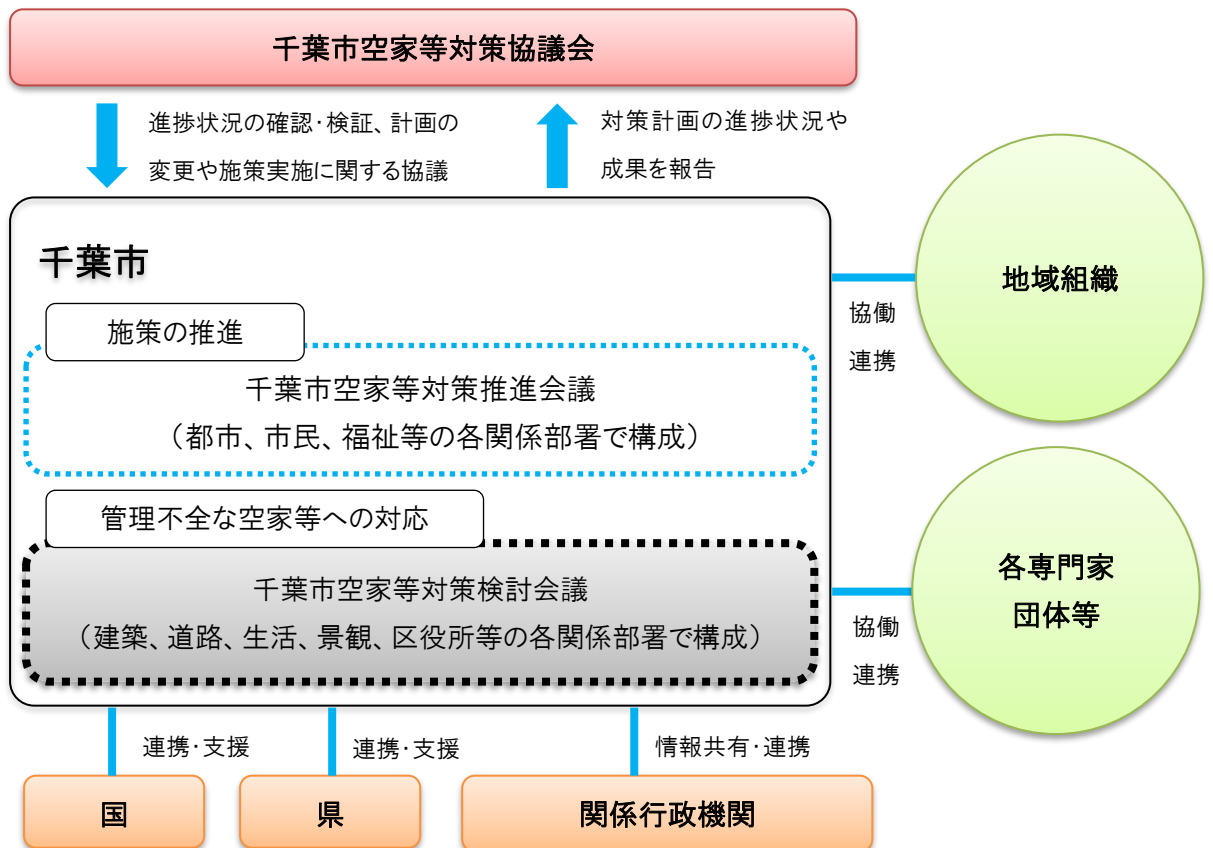 千葉市空家等対策協議会
進捗状況の確認・検証、計画の
変更や施策実施に関する協議
対策計画の進捗状況や
成果を報告
千葉市
施策の推進
千葉市空家等対策推進会議
（都市、市民、福祉等の各関係部署で構成）
管理不全な空家等への対応
千葉市空家等対策検討会議
（建築、道路、生活、景観、区役所等の各関係部署で構成）
協働
連携
地域組織
協働
連携
各専門家
団体等
連携・支援
連携・支援
情報共有・連携
国
県
関係行政機関